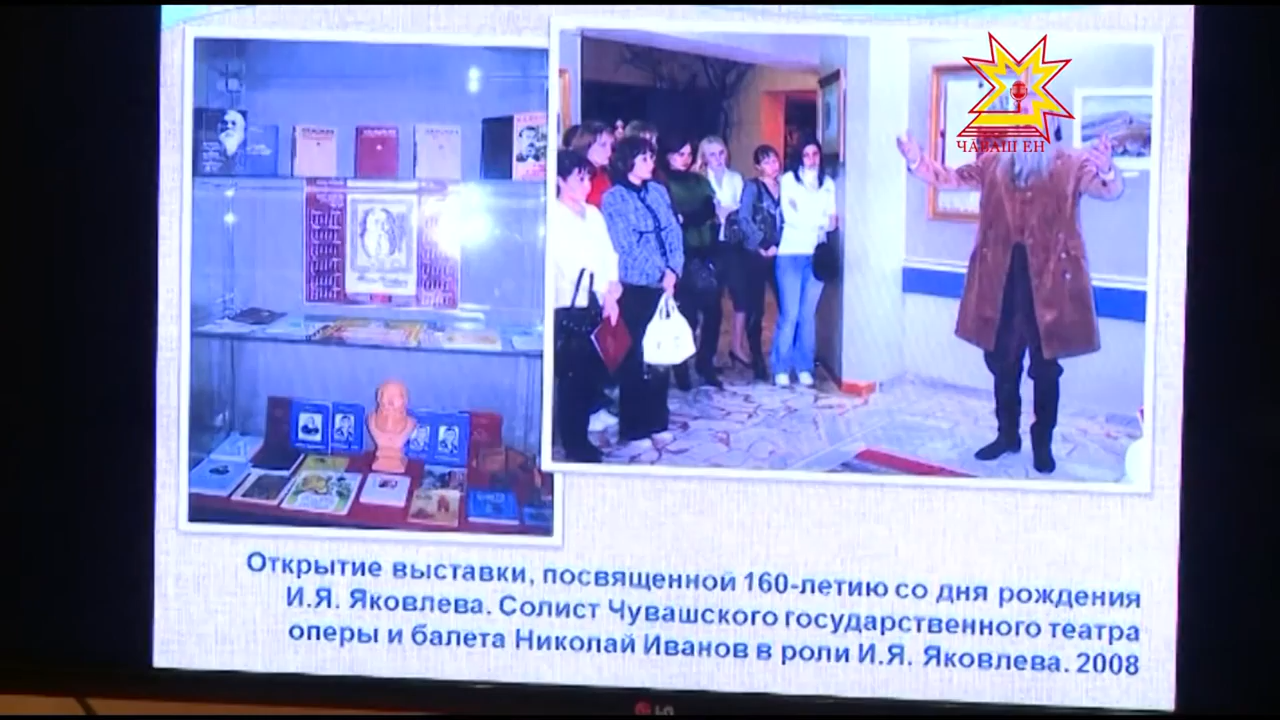 ЧӐВАШ ЕН
Открытие выставки, посвященной 160-летию со дня рождения
И.Я. Яковлева. Солист Чувашского государственного театра
оперы и балета Николай Иванов в роли И.Я. Яковлева. 2008
LG